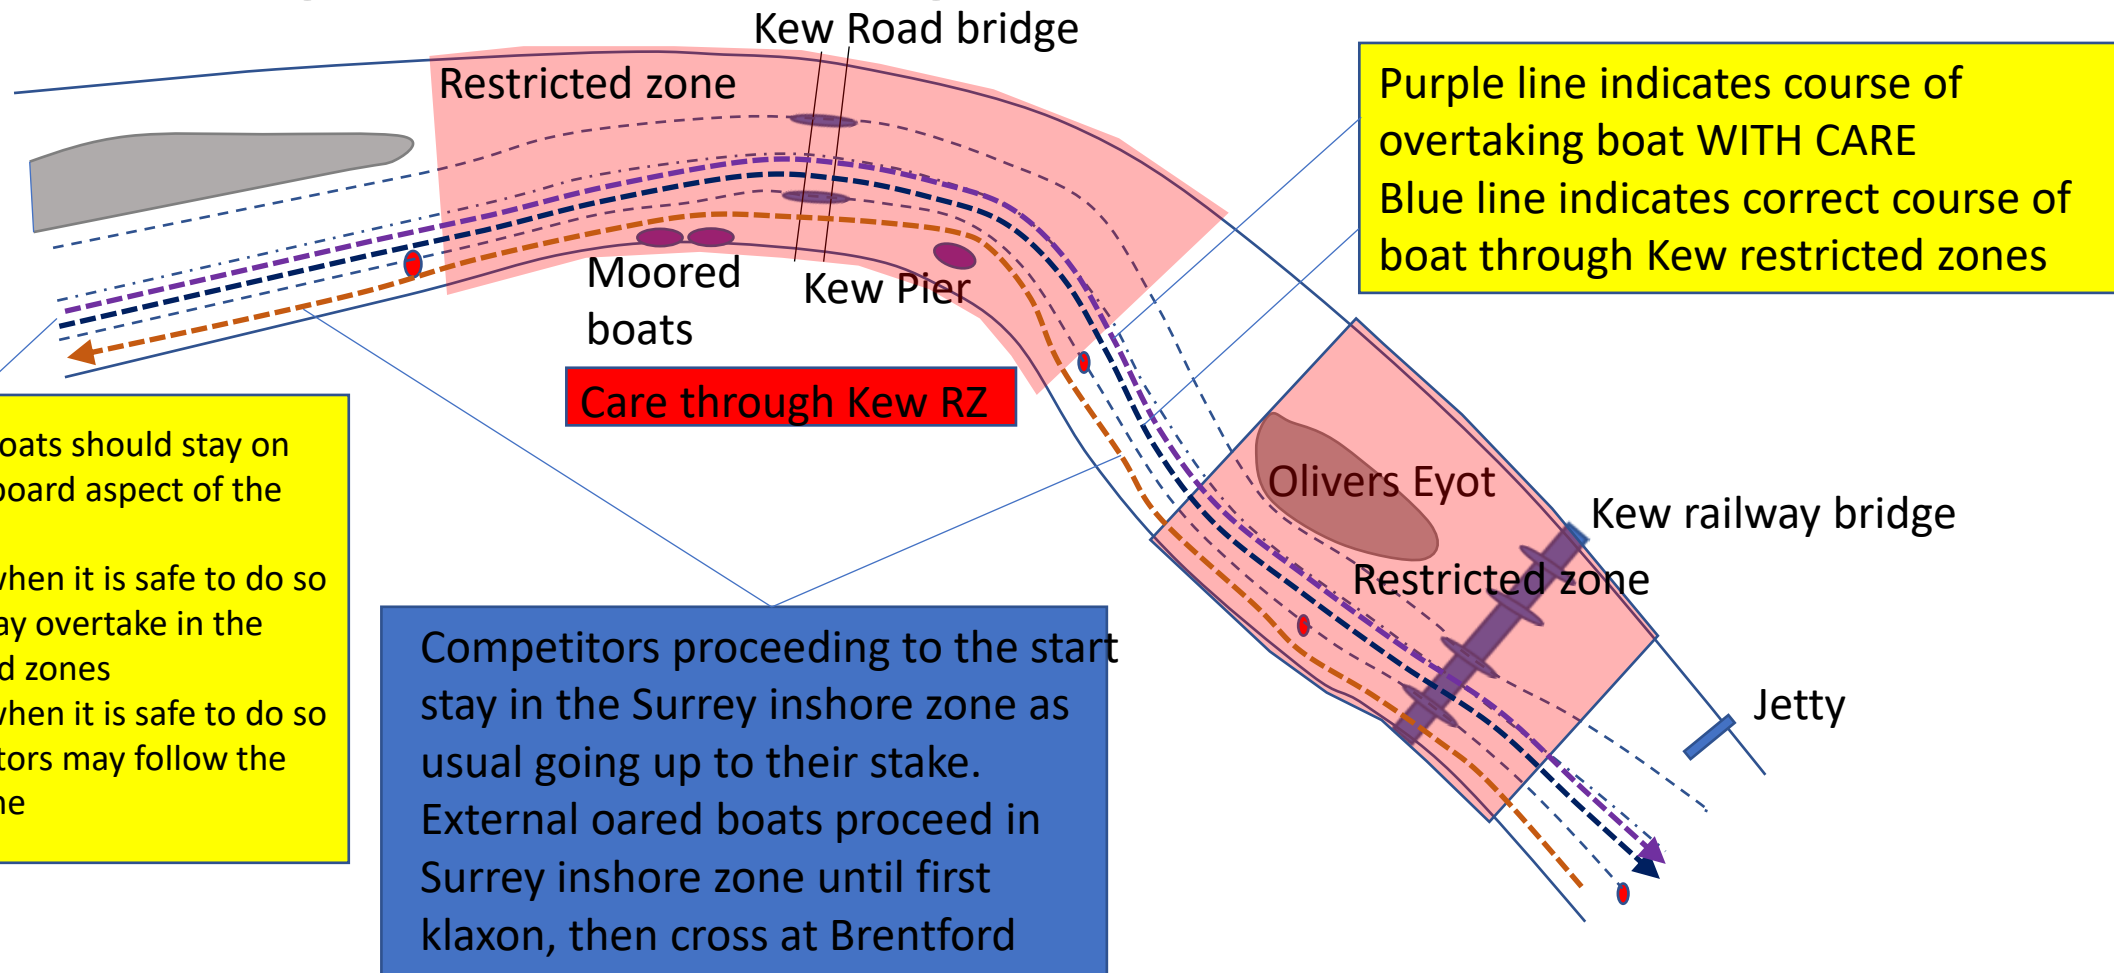 Kew Road bridge
Restricted zone
Purple line indicates course of
overtaking boat WITH CARE
Blue line indicates correct course of
boat through Kew restricted zones
Moored
boats
Kew Pier
Care through Kew RZ
oats should stay on
board aspect of the
when it is safe to do so
ay overtake in the
d zones
when it is safe to do so
tors may follow the
ne
Olivers Eyot
Kew railway bridge
Restricted zone
Jetty
Competitors proceeding to the start
stay in the Surrey inshore zone as
usual going up to their stake.
External oared boats proceed in
Surrey inshore zone until first
klaxon, then cross at Brentford